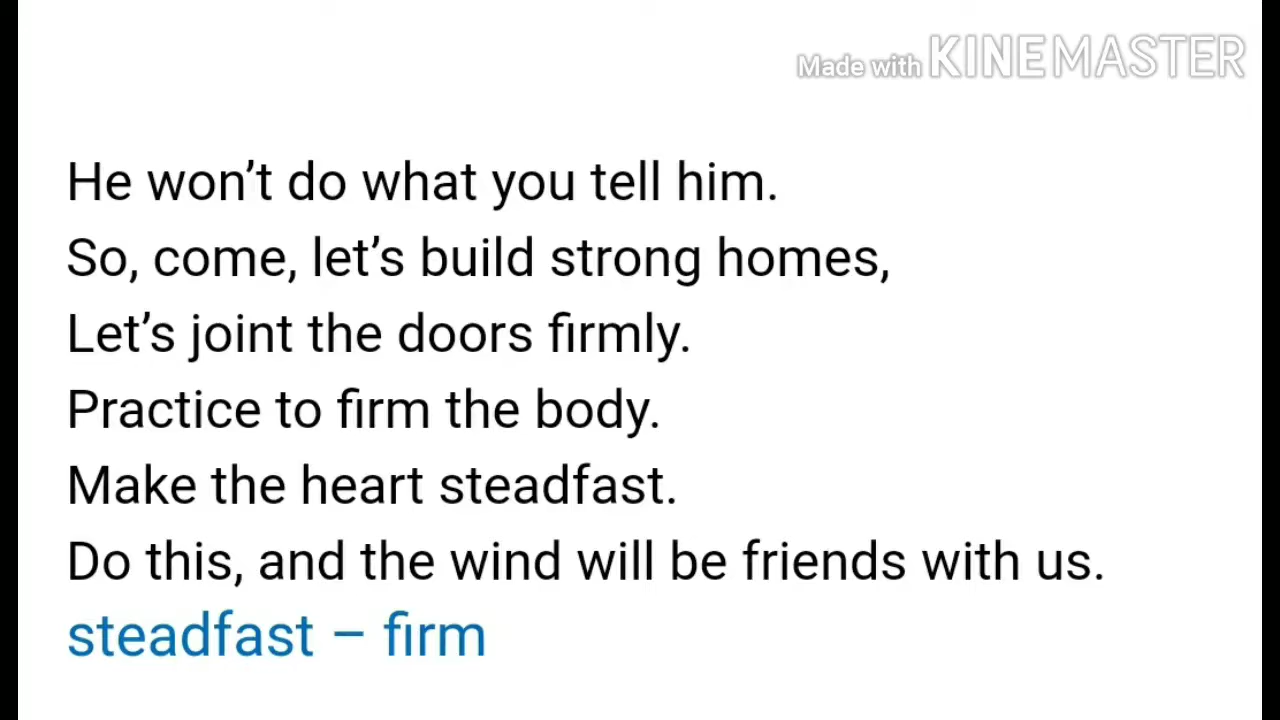 Made with KINEMASTER
He won’t do what you tell him.
So, come, let’s build strong homes,
Let’s joint the doors firmly.
Practice to firm the body.
Make the heart steadfast.
Do this, and the wind will be friends with us.
steadfast – firm